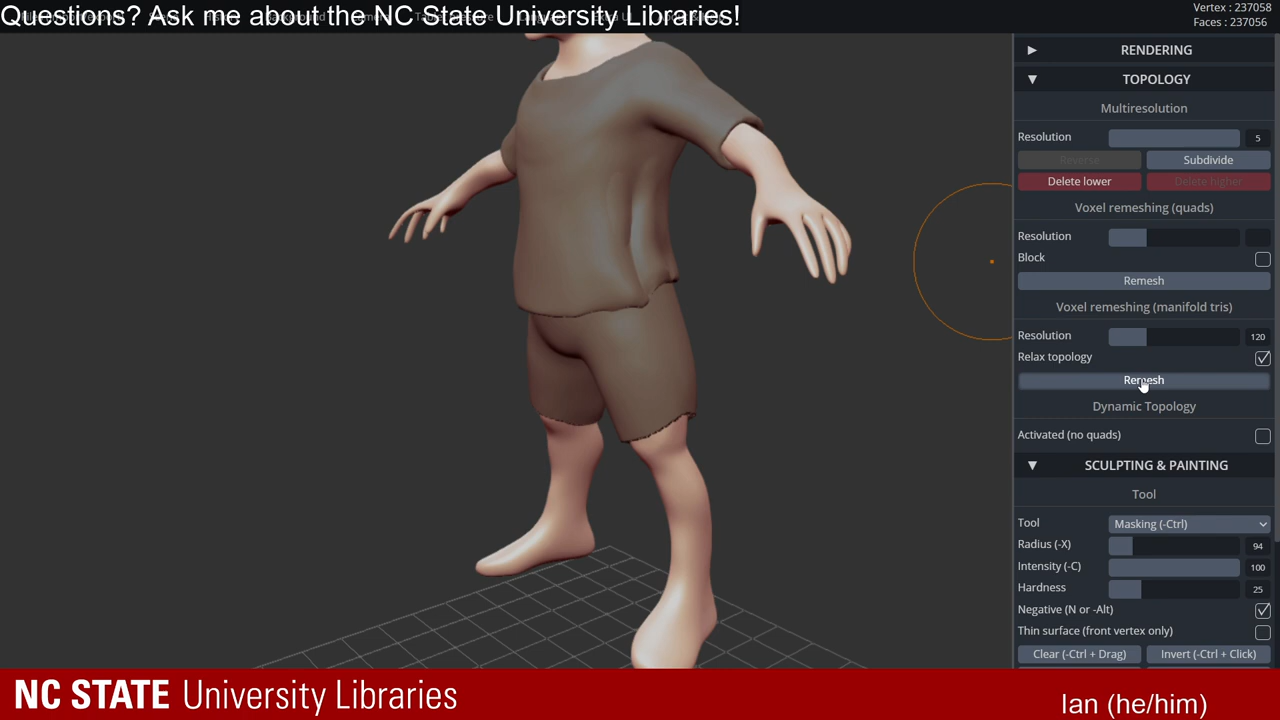 Questions? Ask me about the NC State University Libraries!
Vertex : 237058
Faces : 237056
RENDERING
TOPOLOGY
Multiresolution
Resolution 5
Reverse Subdivide
Delete lower Delete higher
Voxel remeshing (quads)
Resolution
Block
Remesh
Voxel remeshing (manifold tris)
Resolution 120
Relax topology
Remesh
Dynamic Topology
Activated (no quads)
SCULPTING & PAINTING
Tool
Tool Masking (-Ctrl)
Radius (-X) 94
Intensity (-C) 100
Hardness 25
Negative (N or -Alt)
Thin surface (front vertex only)
Clear (-Ctrl + Drag) Invert (-Ctrl + Click)
NC STATE University Libraries
Ian (he/him)